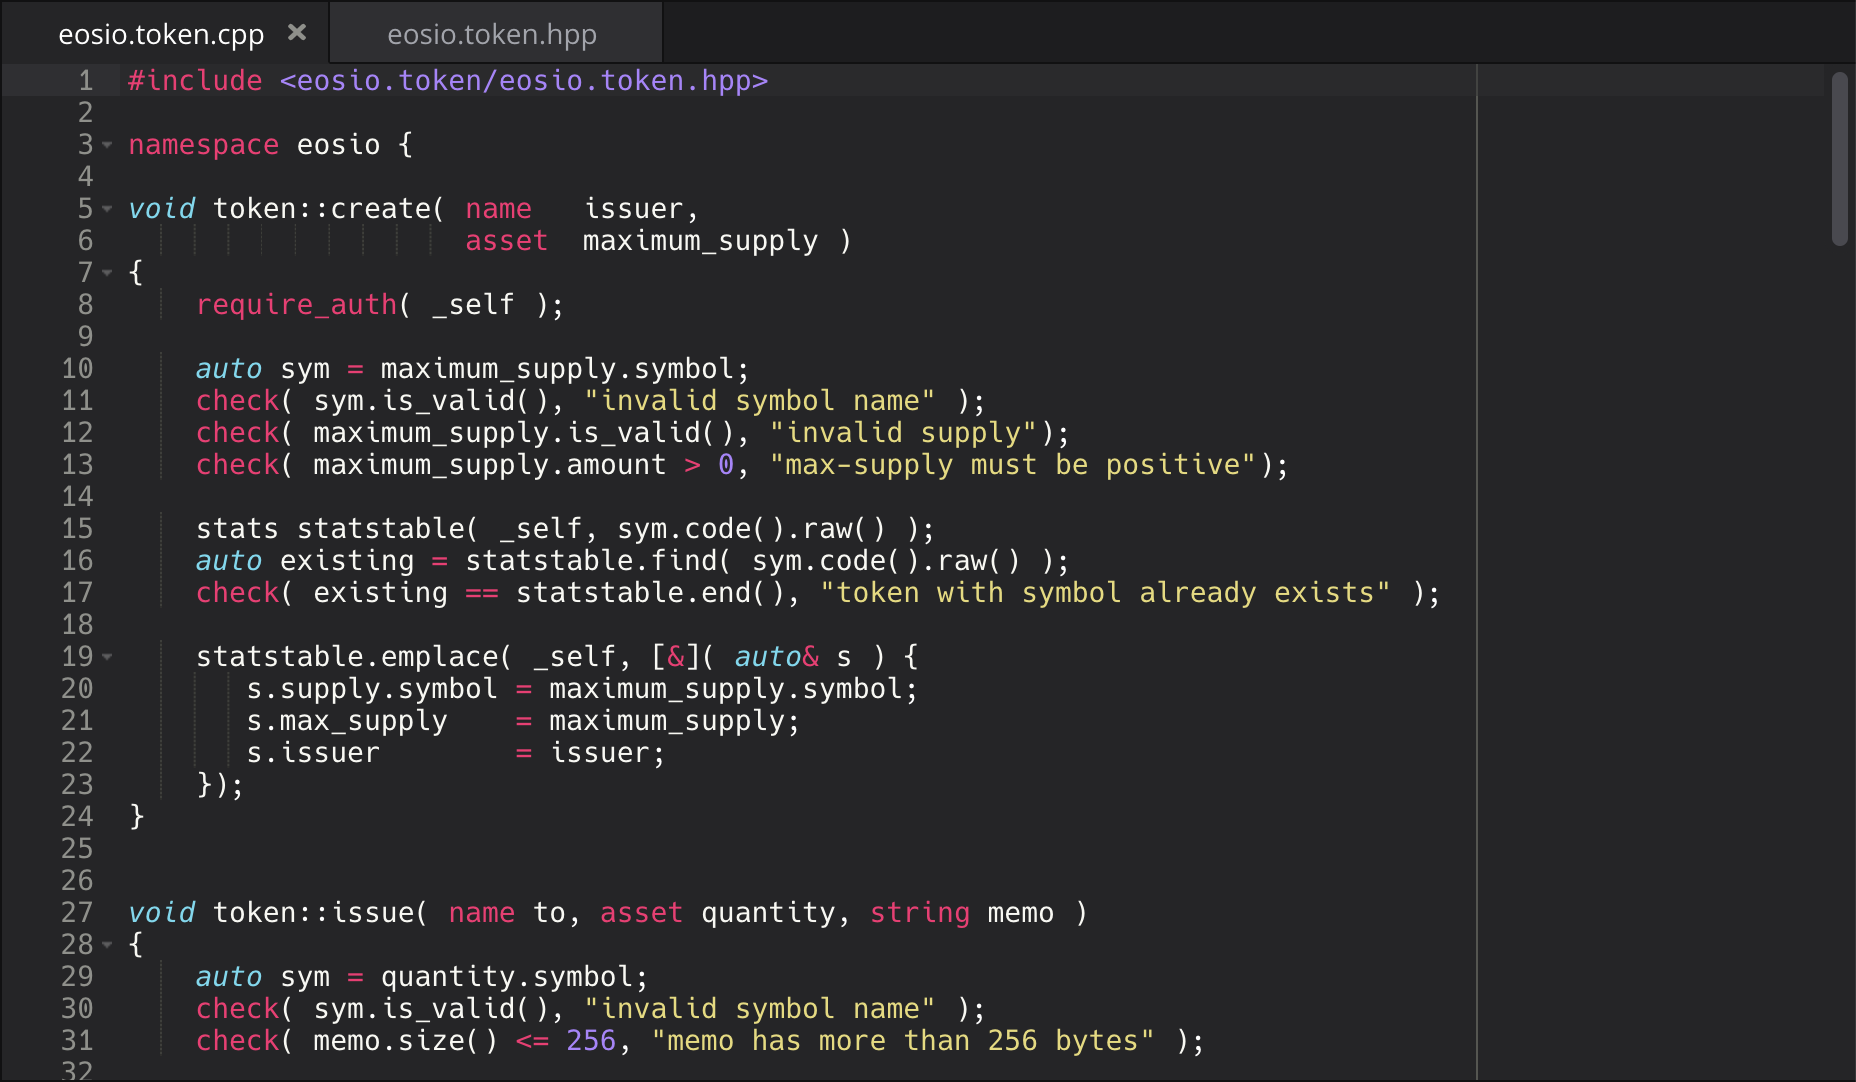 eosio.token.cpp ×
eosio.token.hpp
1 #include <eosio.token/eosio.token.hpp>
2
3 namespace eosio {
4
5 void token::create( name   issuer,
6                     asset  maximum_supply )
7 {
8     require_auth( _self );
9
10     auto sym = maximum_supply.symbol;
11     check( sym.is_valid(), "invalid symbol name" );
12     check( maximum_supply.is_valid(), "invalid supply");
13     check( maximum_supply.amount > 0, "max-supply must be positive");
14
15     stats statstable( _self, sym.code().raw() );
16     auto existing = statstable.find( sym.code().raw() );
17     check( existing == statstable.end(), "token with symbol already exists" );
18
19     statstable.emplace( _self, [&]( auto& s ) {
20        s.supply.symbol = maximum_supply.symbol;
21        s.max_supply    = maximum_supply;
22        s.issuer        = issuer;
23     });
24 }
25
26
27 void token::issue( name to, asset quantity, string memo )
28 {
29     auto sym = quantity.symbol;
30     check( sym.is_valid(), "invalid symbol name" );
31     check( memo.size() <= 256, "memo has more than 256 bytes" );
32